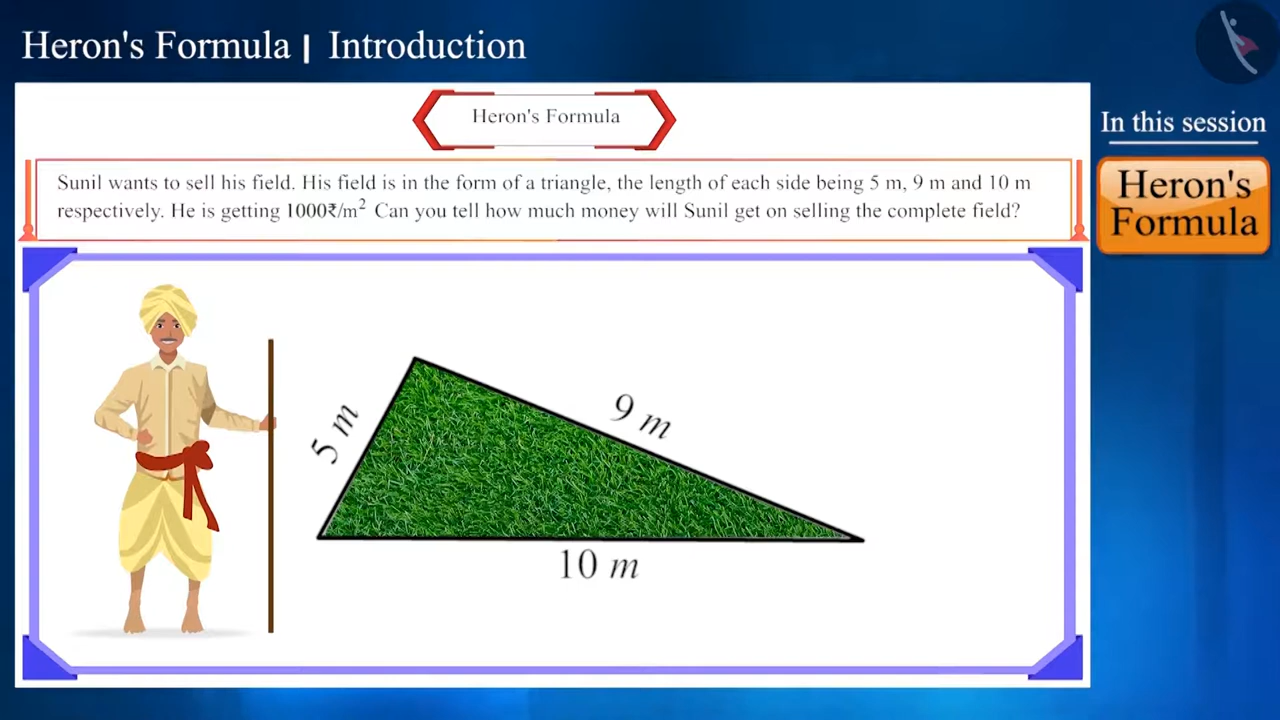 Heron's Formula | Introduction
In this session
Heron's
Formula
Heron's Formula
Sunil wants to sell his field. His field is in the form of a triangle, the length of each side being 5 m, 9 m and 10 m
respectively. He is getting 1000₹/m² Can you tell how much money will Sunil get on selling the complete field?
5 m
9 m
10 m